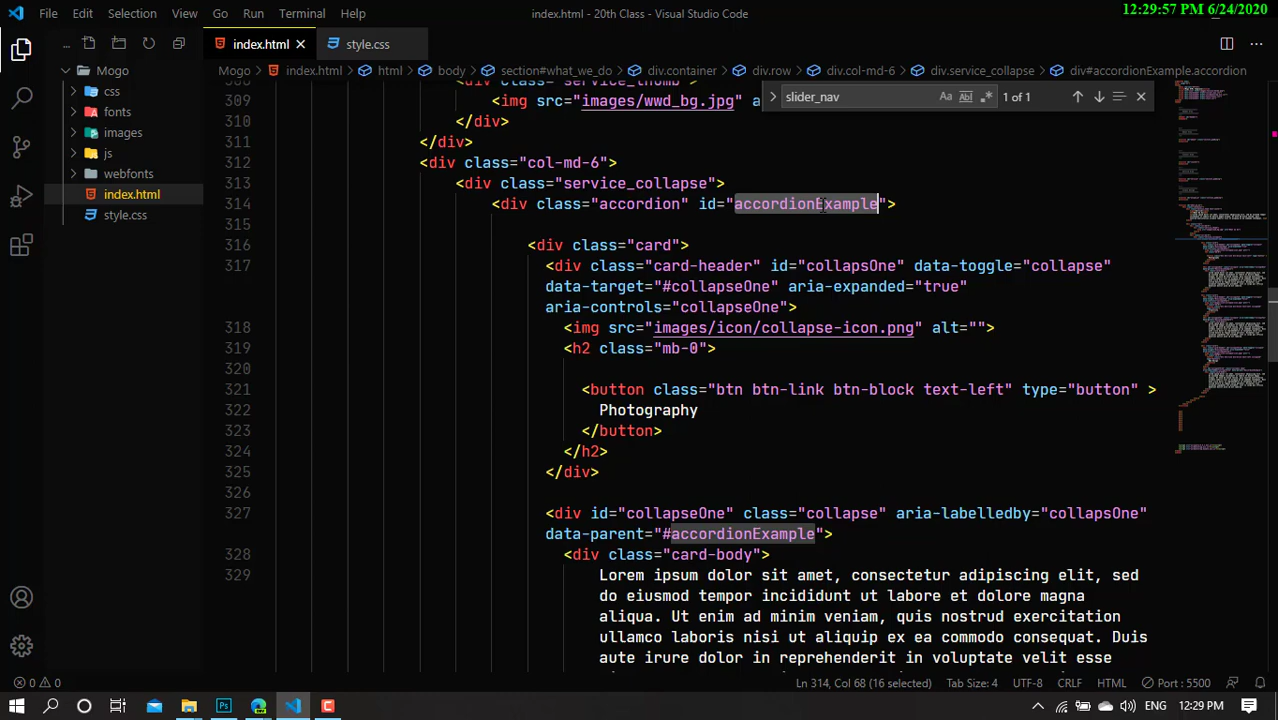 File Edit Selection View Go Run Terminal Help
index.html - 20th Class - Visual Studio Code
12:29:57 PM 6/24/2020
index.html
style.css
Mogo > index.html > html > body > section#what_we_do > div.container > div.row > div.col-md-6 > div.service_collapse > div#accordionExample.accordion
Mogo
css
fonts
images
js
webfonts
index.html
style.css
slider_nav Aa Abl 1 of 1
309 <img src="images/wwd_bg.jpg" a
310 </div>
311 </div>
312 <div class="col-md-6">
313 <div class="service_collapse">
314 <div class="accordion" id="accordionExample">
315
316 <div class="card">
317 <div class="card-header" id="collapsOne" data-toggle="collapse"
data-target="#collapseOne" aria-expanded="true"
aria-controls="collapseOne">
318 <img src="images/icon/collapse-icon.png" alt="">
319 <h2 class="mb-0">
320
321 <button class="btn btn-link btn-block text-left" type="button" >
322 Photography
323 </button>
324 </h2>
325 </div>
326
327 <div id="collapseOne" class="collapse" aria-labelledby="collapsOne"
data-parent="#accordionExample">
328 <div class="card-body">
329 Lorem ipsum dolor sit amet, consectetur adipiscing elit, sed
do eiusmod tempor incididunt ut labore et dolore magna
aliqua. Ut enim ad minim veniam, quis nostrud exercitation
ullamco laboris nisi ut aliquip ex ea commodo consequat. Duis
aute irure dolor in reprehenderit in voluptate velit esse
0 0
Ln 314, Col 68 (16 selected) Tab Size: 4 UTF-8 CRLF HTML Port : 5500
ENG 12:29 PM